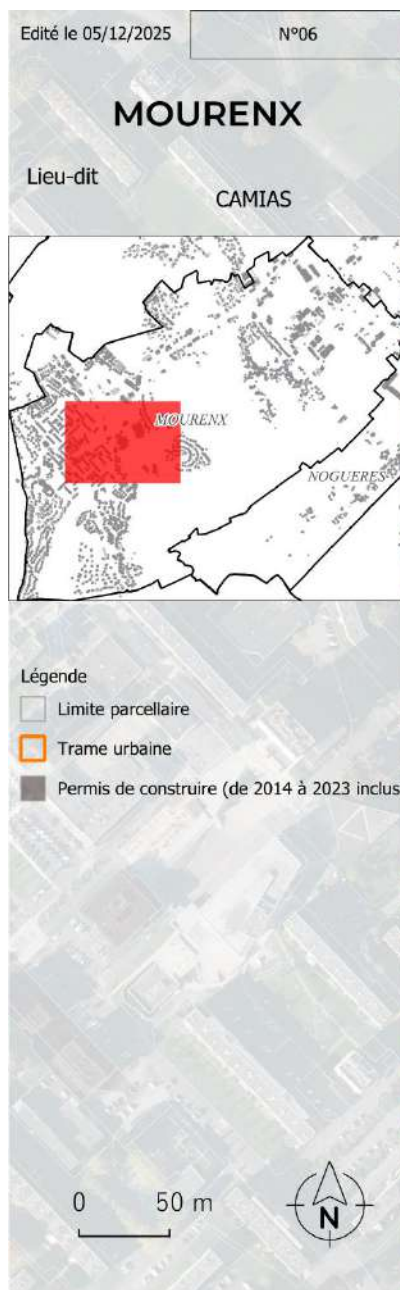 Edité le 05/12/2025 N°06
MOURENX
Lieu-dit
CAMIAS
MOURENX
NOGUERES
Légende
Limite parcellaire
Trame urbaine
Permis de construire (de 2014 à 2023 inclus
0 50 m
N